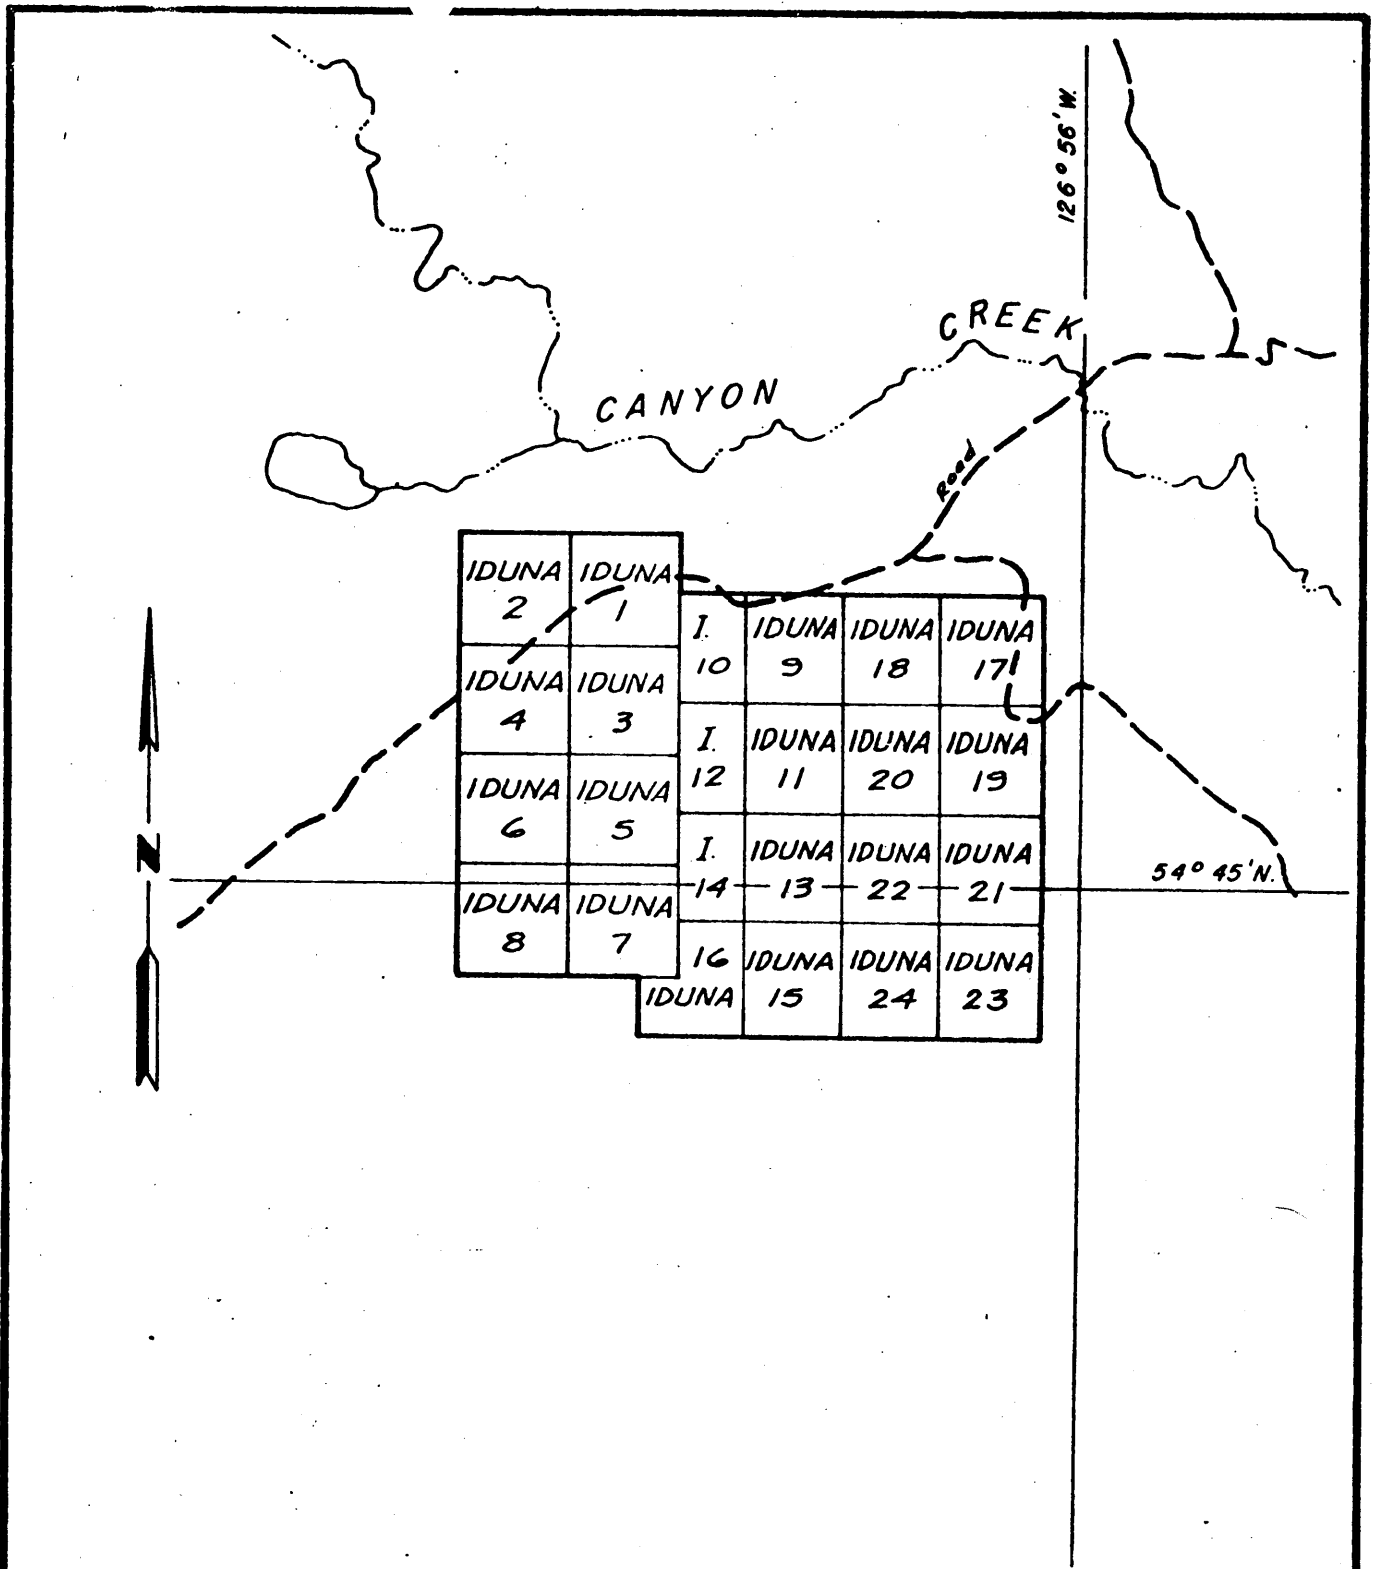 126° 56' W.
CREEK
CANYON
Road
IDUNA
2
IDUNA
1
I.
10
IDUNA
9
IDUNA
18
IDUNA
17
IDUNA
4
IDUNA
3
I.
12
IDUNA
11
IDUNA
20
IDUNA
19
IDUNA
6
IDUNA
5
I.
14
IDUNA
13
IDUNA
22
IDUNA
21
N
54° 45' N.
IDUNA
8
IDUNA
7
16
IDUNA
IDUNA
15
IDUNA
24
IDUNA
23